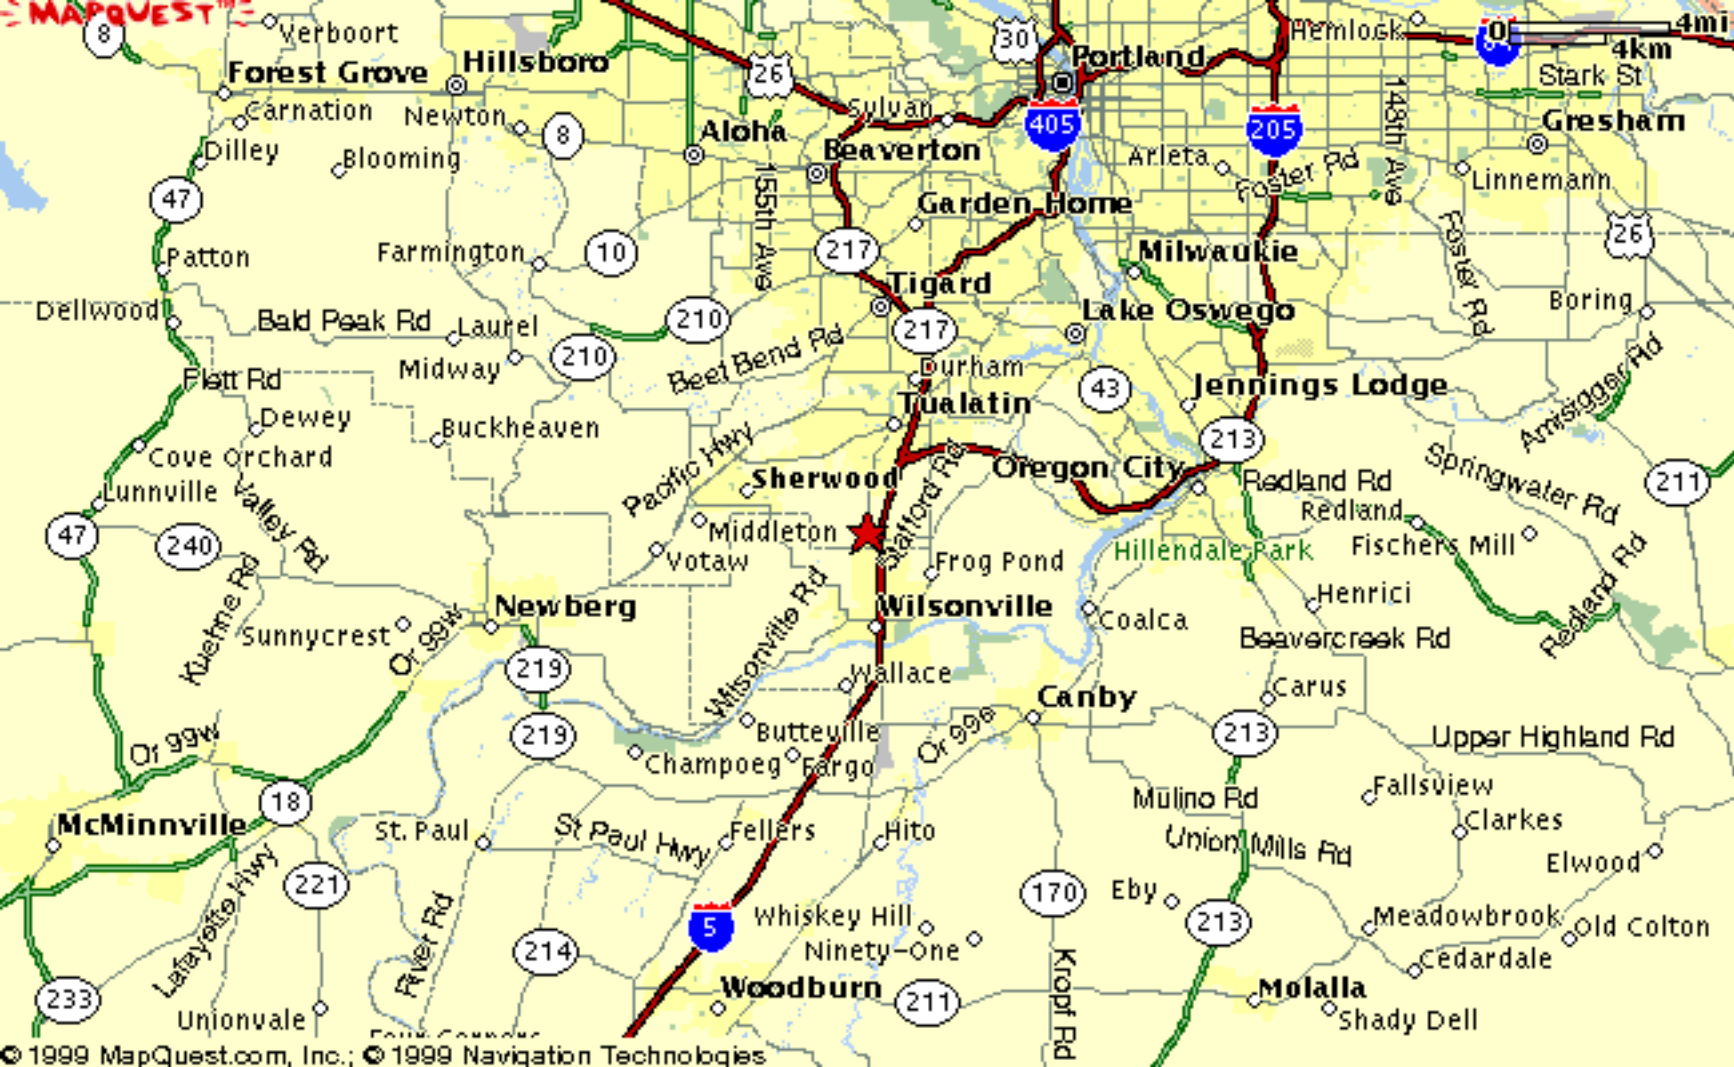 MAPQUEST™
8
Verboort
30
Hemlock
0
4mi
4km
Portland
Hillsboro
26
Forest Grove
Stark St
Carnation
Newton
8
Sylvan
405
205
148th Ave
Gresham
Aloha
Dilley
Blooming
Beaverton
Arleta
Foster Rd
Linnemann
47
155th Ave
Garden Home
Foster Rd
26
Patton
Farmington
10
217
Milwaukie
Tigard
Boring
Dellwood
Bald Peak Rd
Laurel
210
Lake Oswego
217
Midway
210
Beet Bend Rd
Durham
43
Jennings Lodge
Amsigger Rd
Flett Rd
Tualatin
Dewey
Buckheaven
213
Cove Orchard
Pacific Hwy
Sherwood
Stafford Rd
Oregon City
Redland Rd
Springwater Rd
211
Lunnville
Valley Rd
Redland
47
240
Middleton
Fischers Mill
Hillendale Park
Votaw
Frog Pond
Redland Rd
Kuehne Rd
Henrici
Newberg
Wilsonville Rd
Wilsonville
Coalca
Sunnycrest
Or 99w
Beavercreek Rd
219
Wallace
Carus
Canby
Or 99w
219
Butteville
Or 99e
213
Upper Highland Rd
Champoeg
Fargo
18
Mulino Rd
Fallsview
McMinnville
St. Paul
St Paul Hwy
Fellers
Hito
Union Mills Rd
Clarkes
Elwood
221
Lafayette Hwy
River Rd
170
Eby
5
Whiskey Hill
213
Meadowbrook
Old Colton
214
Ninety-One
Kropf Rd
Cedardale
233
Woodburn
211
Molalla
Unionvale
Shady Dell
Four Corners
© 1999 MapQuest.com, Inc.; © 1999 Navigation Technologies